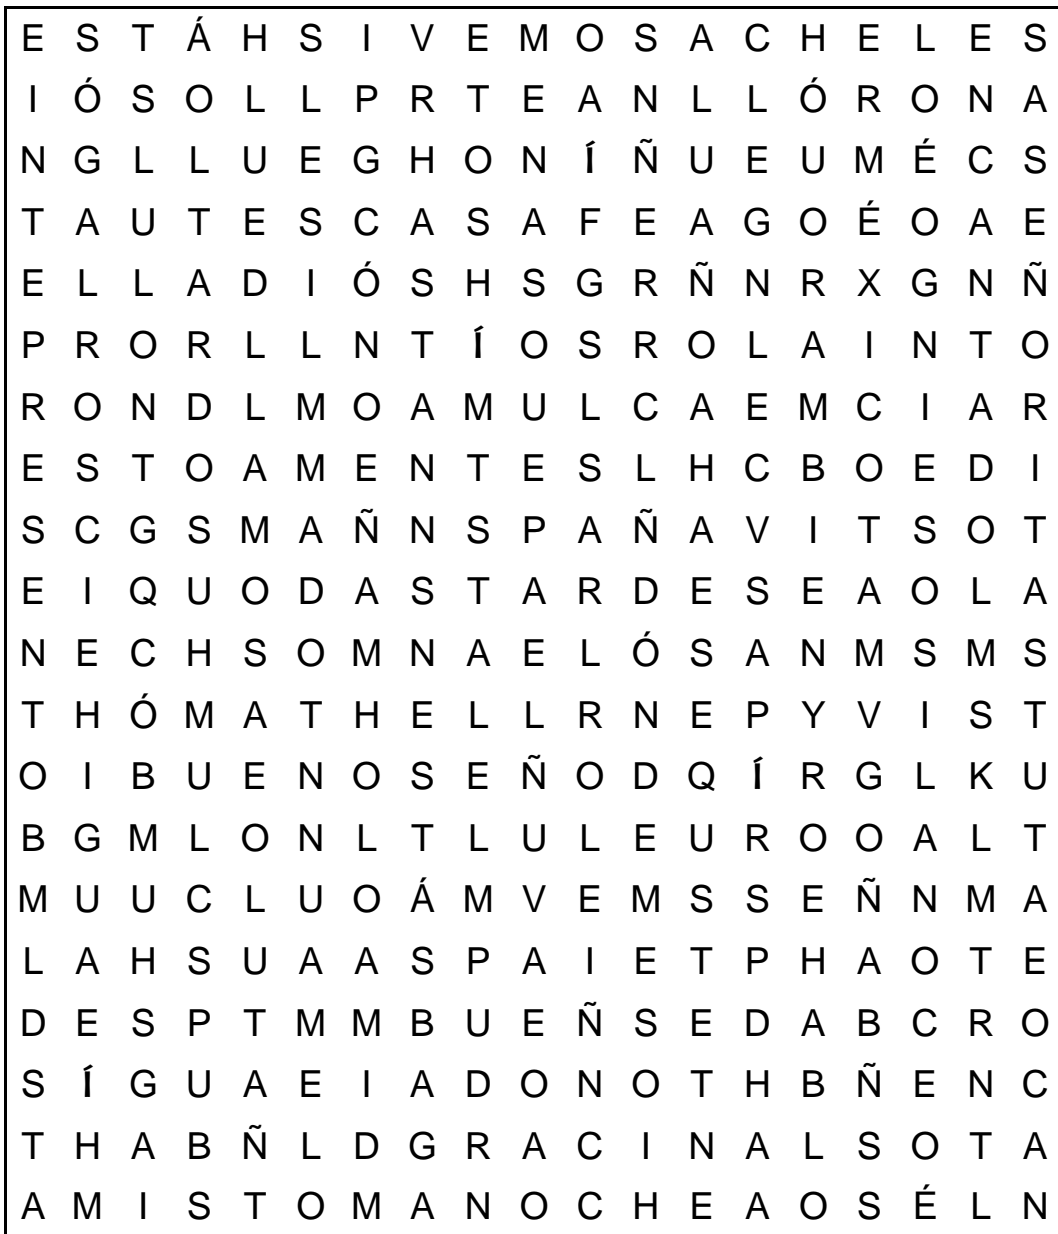 E S T Á H S I V E M O S A C H E L E S
I Ó S O L L P R T E A N L L Ó R O N A
N G L L U E G H O N Í Ñ U E U M É C S
T A U T E S C A S A F E A G O É O A E
E L L A D I Ó S H S G R Ñ N R X G N Ñ
P R O R L L N T Í O S R O L A I N T O
R O N D L M O A M U L C A E M C I A R
E S T O A M E N T E S L H C B O E D I
S C G S M A Ñ N S P A Ñ A V I T S O T
E I Q U O D A S T A R D E S E A O L A
N E C H S O M N A E L Ó S A N M S M S
T H Ó M A T H E L L R N E P Y V I S T
O I B U E N O S E Ñ O D Q Í R G L K U
B G M L O N L T L U L E U R O O A L T
M U U C L U O Á M V E M S S E Ñ N M A
L A H S U A A S P A I E T P H A O T E
D E S P T M M B U E Ñ S E D A B C R O
S Í G U A E I A D O N O T H B Ñ E N C
T H A B Ñ L D G R A C I N A L S O T A
A M I S T O M A N O C H E A O S É L N